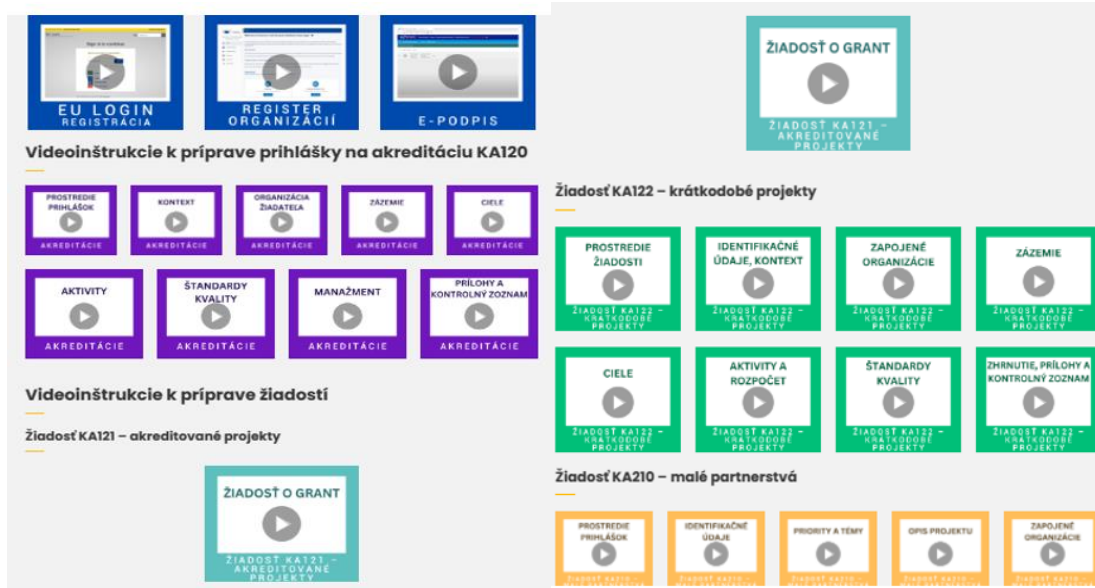 EU LOGIN
REGISTRÁCIA
REGISTER
ORGANIZÁCIÍ
E-PODPIS
Videoinštrukcie k príprave prihlášky na akreditáciu KA120
PROSTREDIE
PRIHLÁŠOK
AKREDITÁCIE
KONTEXT
AKREDITÁCIE
ORGANIZÁCIA
ŽIADATEĽA
AKREDITÁCIE
ZÁZEMIE
AKREDITÁCIE
CIELE
AKREDITÁCIE
AKTIVITY
AKREDITÁCIE
ŠTANDARDY
KVALITY
AKREDITÁCIE
MANAŽMENT
AKREDITÁCIE
PRÍLOHY A
KONTROLNÝ ZOZNAM
AKREDITÁCIE
Videoinštrukcie k príprave žiadostí
Žiadosť KA121 – akreditované projekty
ŽIADOSŤ O GRANT
ŽIADOSŤ KA121 –
AKREDITOVANÉ
PROJEKTY
ŽIADOSŤ O GRANT
ŽIADOSŤ KA121 –
AKREDITOVANÉ
PROJEKTY
Žiadosť KA122 – krátkodobé projekty
PROSTREDIE
ŽIADOSTI
ŽIADOSŤ KA122 –
KRÁTKODOBÉ
PROJEKTY
IDENTIFIKAČNÉ
ÚDAJE, KONTEXT
ŽIADOSŤ KA122 –
KRÁTKODOBÉ
PROJEKTY
ZAPOJENÉ
ORGANIZÁCIE
ŽIADOSŤ KA122 –
KRÁTKODOBÉ
PROJEKTY
ZÁZEMIE
ŽIADOSŤ KA122 –
KRÁTKODOBÉ
PROJEKTY
CIELE
ŽIADOSŤ KA122 –
KRÁTKODOBÉ
PROJEKTY
AKTIVITY A
ROZPOČET
ŽIADOSŤ KA122 –
KRÁTKODOBÉ
PROJEKTY
ŠTANDARDY
KVALITY
ŽIADOSŤ KA122 –
KRÁTKODOBÉ
PROJEKTY
ZHRNUTIE, PRÍLOHY A
KONTROLNÝ ZOZNAM
ŽIADOSŤ KA122 –
KRÁTKODOBÉ
PROJEKTY
Žiadosť KA210 – malé partnerstvá
PROSTREDIE
PRIHLÁŠOK
IDENTIFIKAČNÉ
ÚDAJE
PRIORITY A TÉMY
OPIS PROJEKTU
ZAPOJENÉ
ORGANIZÁCIE